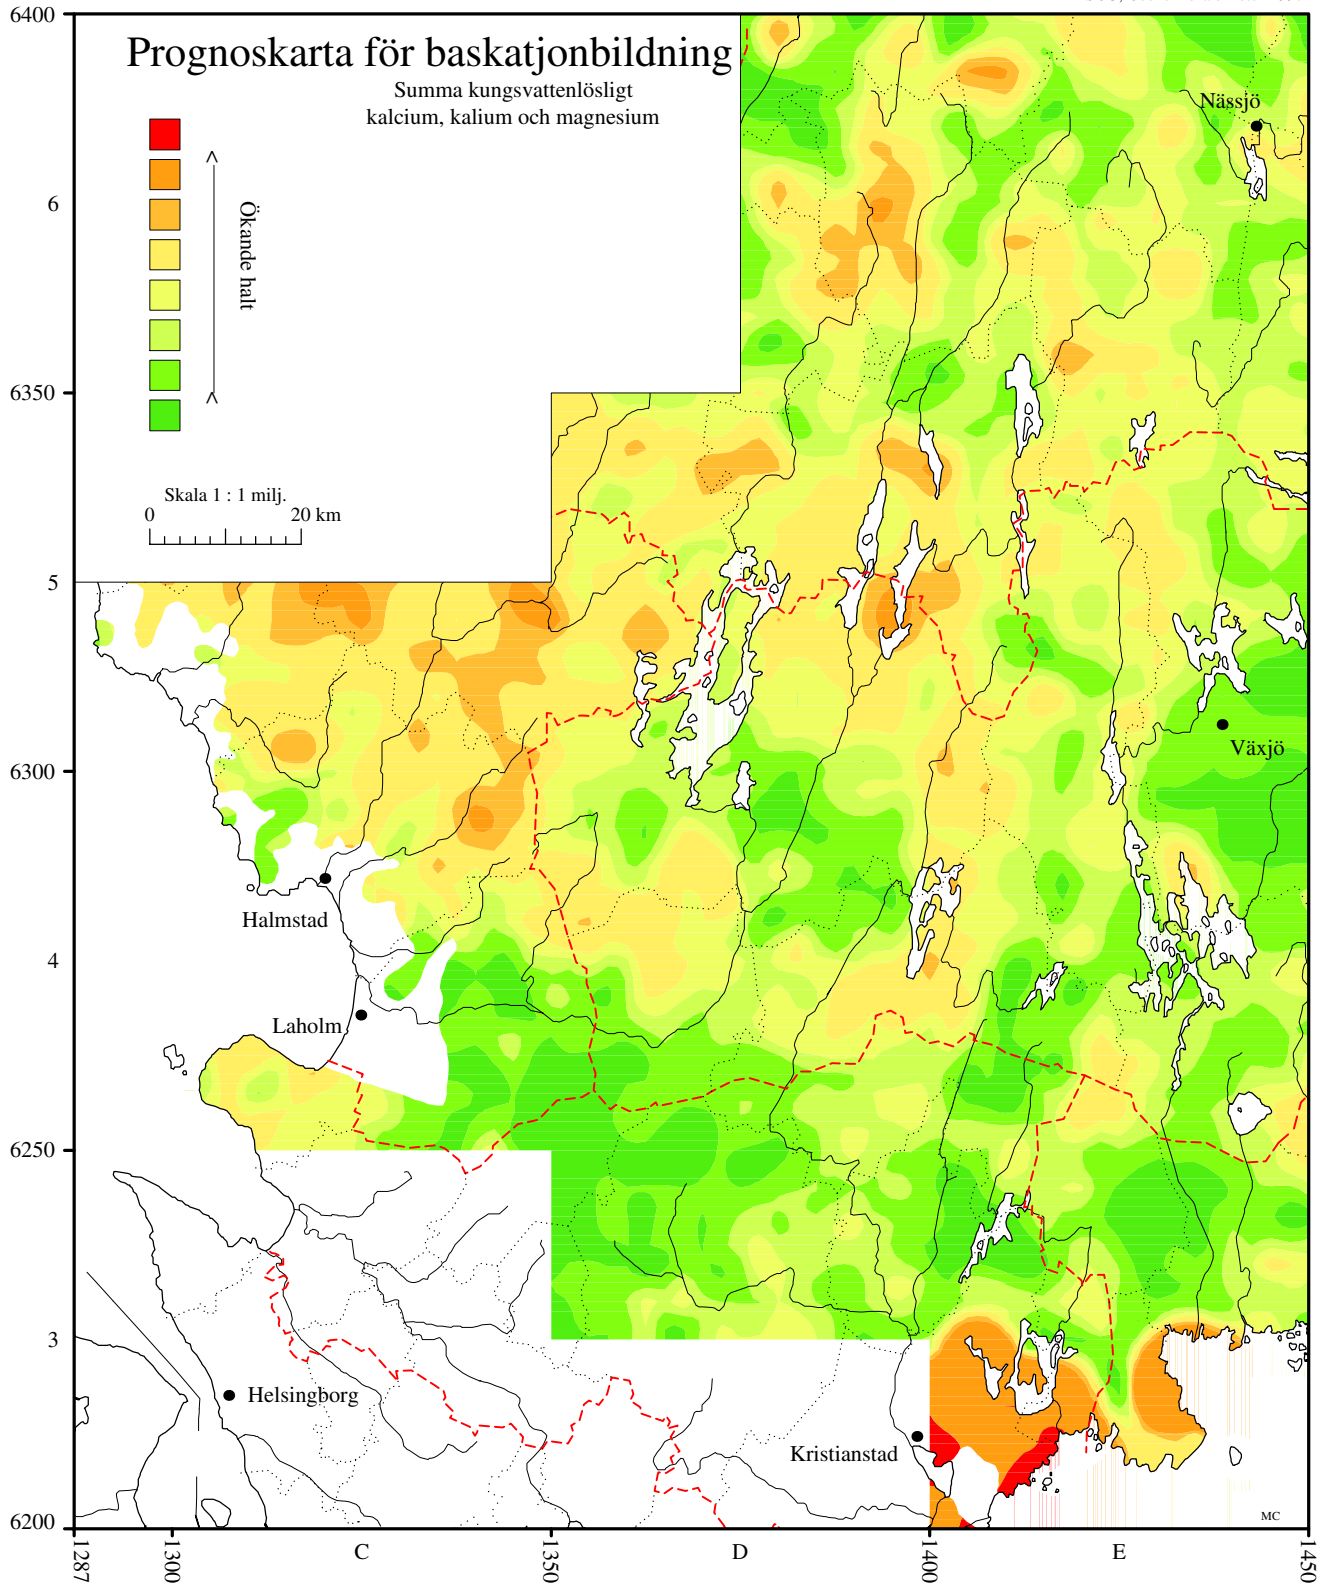 6400
Prognoskarta för baskatjonbildning
Summa kungsvattenlösligt
kalcium, kalium och magnesium
Nässjö
6
Ökande halt
6350
Skala 1 : 1 milj.
0 20 km
5
Växjö
6300
Halmstad
4
Laholm
6250
3
Helsingborg
Kristianstad
MC
6200
1287
1300
C
1350
D
1400
E
1450